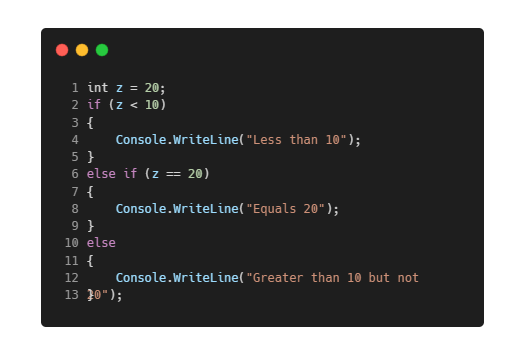 1 int z = 20;
2 if (z < 10)
3 {
4     Console.WriteLine("Less than 10");
5 }
6 else if (z == 20)
7 {
8     Console.WriteLine("Equals 20");
9 }
10 else
11 {
12     Console.WriteLine("Greater than 10 but not
20");
13 }